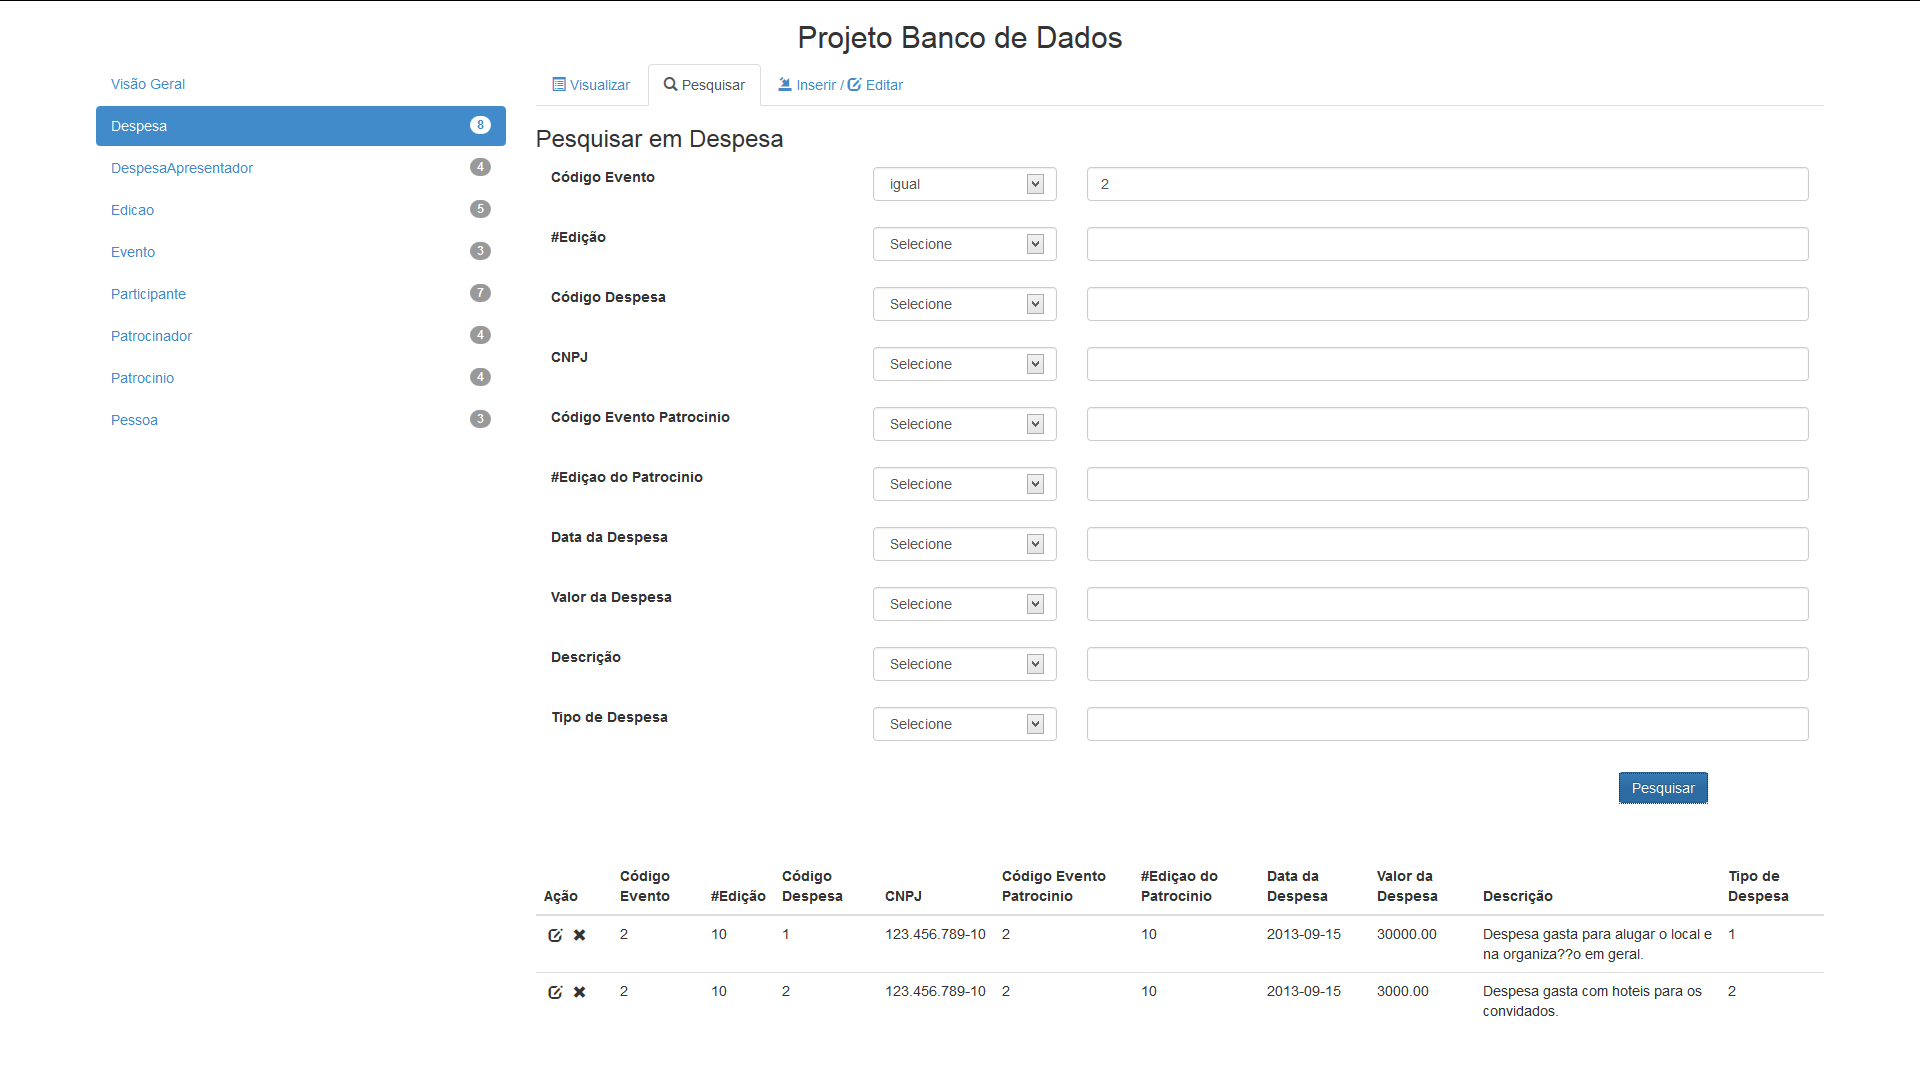 Projeto Banco de Dados
Visão Geral
Despesa 8
DespesaApresentador 4
Edicao 5
Evento 3
Participante 7
Patrocinador 4
Patrocinio 4
Pessoa 3
Visualizar Pesquisar Inserir / Editar
Pesquisar em Despesa
Código Evento igual 2
#Edição Selecione
Código Despesa Selecione
CNPJ Selecione
Código Evento Patrocinio Selecione
#Ediçao do Patrocinio Selecione
Data da Despesa Selecione
Valor da Despesa Selecione
Descrição Selecione
Tipo de Despesa Selecione
Pesquisar
Código Código Código Evento #Ediçao do Data da Valor da Tipo de
Ação Evento #Edição Despesa CNPJ Patrocinio Patrocinio Despesa Despesa Descrição Despesa
2 10 1 123.456.789-10 2 10 2013-09-15 30000.00 Despesa gasta para alugar o local e 1
na organiza??o em geral.
2 10 2 123.456.789-10 2 10 2013-09-15 3000.00 Despesa gasta com hoteis para os 2
convidados.